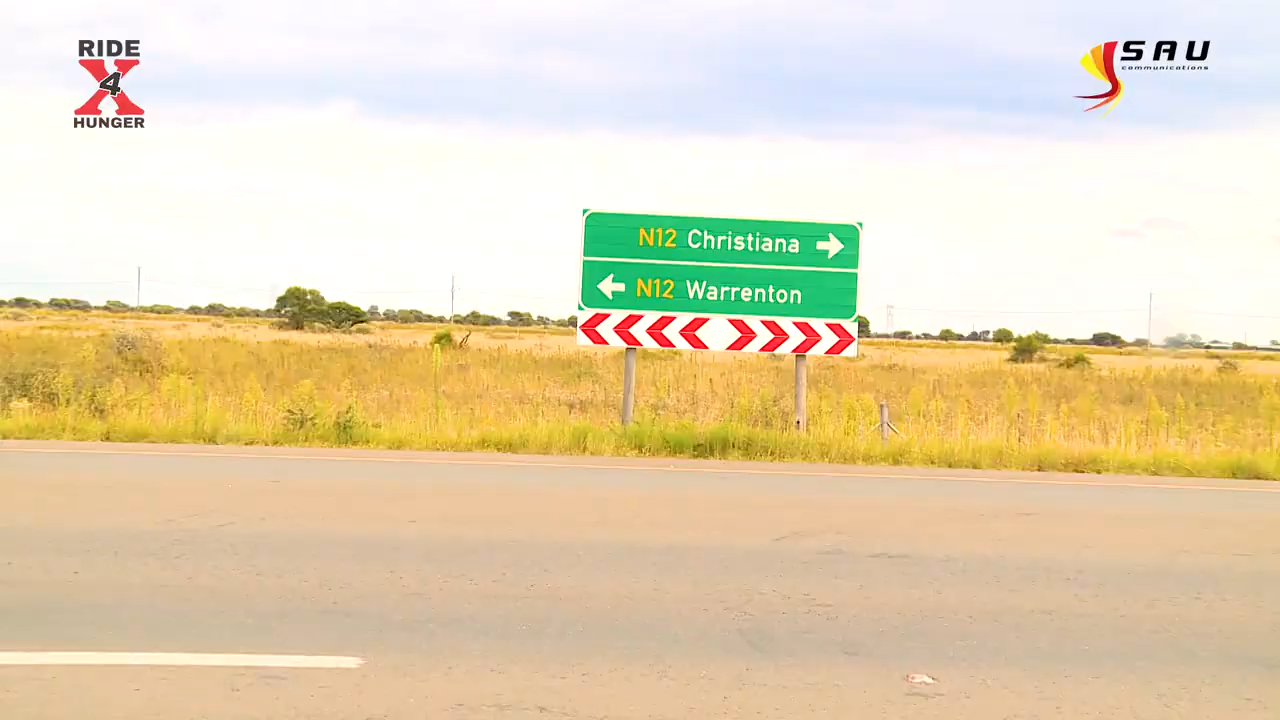 RIDE
4
HUNGER
SAU
communications
N12 Christiana
N12 Warrenton